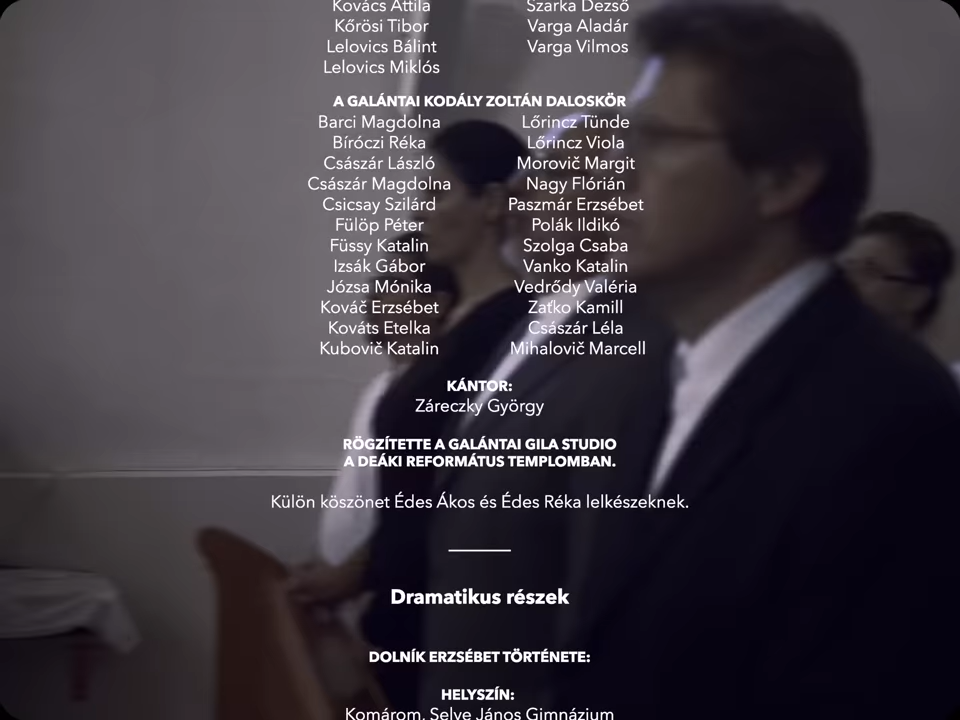 Kovács Attila Szarka Dezső
Kőrösi Tibor Varga Aladár
Lelovics Bálint Varga Vilmos
Lelovics Miklós
A GALÁNTAI KODÁLY ZOLTÁN DALOSKÖR
Barci Magdolna Lőrincz Tünde
Bíróczi Réka Lőrincz Viola
Császár László Morovič Margit
Császár Magdolna Nagy Flórián
Csicsay Szilárd Paszmár Erzsébet
Fülöp Péter Polák Ildikó
Füssy Katalin Szolga Csaba
Izsák Gábor Vanko Katalin
Józsa Mónika Vedrődy Valéria
Kováč Erzsébet Zaťko Kamill
Kováts Etelka Császár Léla
Kubovič Katalin Mihalovič Marcell
KÁNTOR:
Záreczky György
RÖGZÍTETTE A GALÁNTAI GILA STUDIO
A DEÁKI REFORMÁTUS TEMPLOMBAN.
Külön köszönet Édes Ákos és Édes Réka lelkészeknek.
Dramatikus részek
DOLNÍK ERZSÉBET TÖRTÉNETE:
HELYSZÍN:
Komárom, Selye János Gimnázium